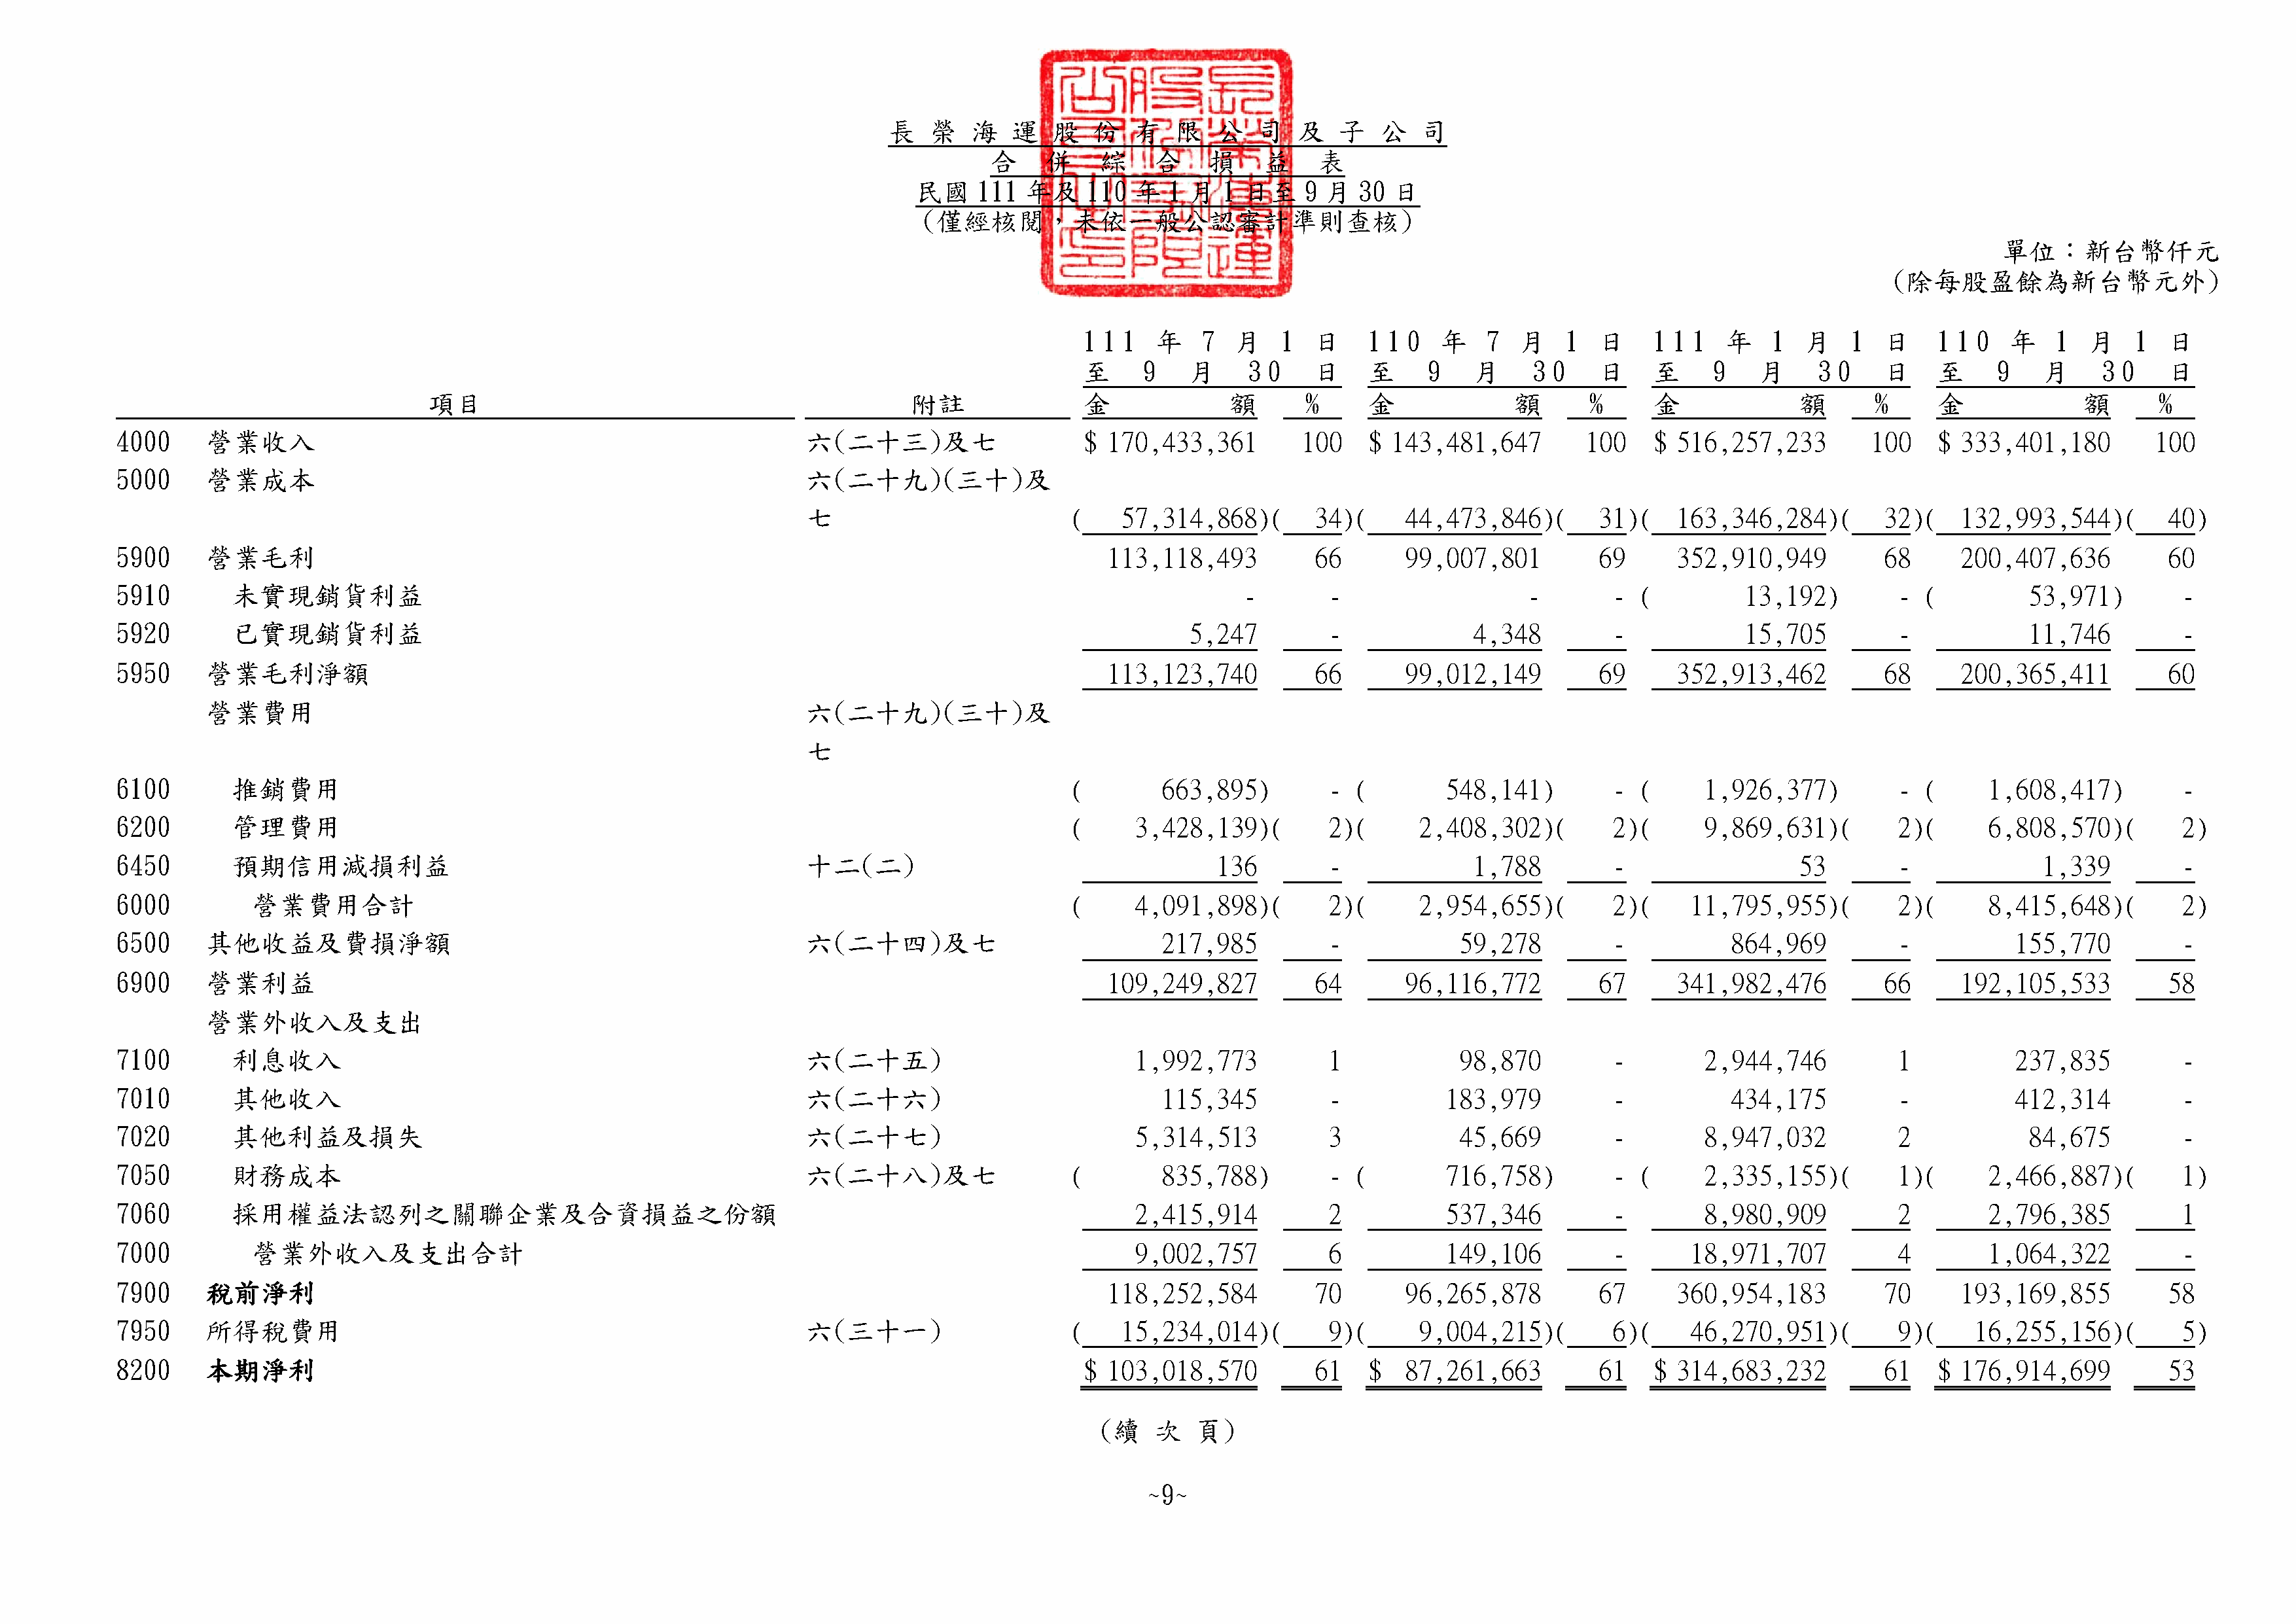 長榮海運股份有限公司及子公司
合併綜合損益表
民國 111 年及 110 年 1 月 1 日至 9 月 30 日
(僅經核閱，未依一般公認審計準則查核)
單位：新台幣仟元
(除每股盈餘為新台幣元外)
111 年 7 月 1 日 110 年 7 月 1 日 111 年 1 月 1 日 110 年 1 月 1 日
至 9 月 30 日 至 9 月 30 日 至 9 月 30 日 至 9 月 30 日
項目 附註 金額 % 金額 % 金額 % 金額 %
4000 營業收入 六(二十三)及七 $ 170,433,361 100 $ 143,481,647 100 $ 516,257,233 100 $ 333,401,180 100
5000 營業成本 六(二十九)(三十)及
七 ( 57,314,868)( 34)( 44,473,846)( 31)( 163,346,284)( 32)( 132,993,544)( 40)
5900 營業毛利 113,118,493 66 99,007,801 69 352,910,949 68 200,407,636 60
5910 未實現銷貨利益 - - - - ( 13,192) - ( 53,971) -
5920 已實現銷貨利益 5,247 - 4,348 - 15,705 - 11,746 -
5950 營業毛利淨額 113,123,740 66 99,012,149 69 352,913,462 68 200,365,411 60
營業費用 六(二十九)(三十)及
七
6100 推銷費用 ( 663,895) - ( 548,141) - ( 1,926,377) - ( 1,608,417) -
6200 管理費用 ( 3,428,139)( 2)( 2,408,302)( 2)( 9,869,631)( 2)( 6,808,570)( 2)
6450 預期信用減損利益 十二(二) 136 - 1,788 - 53 - 1,339 -
6000 營業費用合計 ( 4,091,898)( 2)( 2,954,655)( 2)( 11,795,955)( 2)( 8,415,648)( 2)
6500 其他收益及費損淨額 六(二十四)及七 217,985 - 59,278 - 864,969 - 155,770 -
6900 營業利益 109,249,827 64 96,116,772 67 341,982,476 66 192,105,533 58
營業外收入及支出
7100 利息收入 六(二十五) 1,992,773 1 98,870 - 2,944,746 1 237,835 -
7010 其他收入 六(二十六) 115,345 - 183,979 - 434,175 - 412,314 -
7020 其他利益及損失 六(二十七) 5,314,513 3 45,669 - 8,947,032 2 84,675 -
7050 財務成本 六(二十八)及七 ( 835,788) - ( 716,758) - ( 2,335,155)( 1)( 2,466,887)( 1)
7060 採用權益法認列之關聯企業及合資損益之份額 2,415,914 2 537,346 - 8,980,909 2 2,796,385 1
7000 營業外收入及支出合計 9,002,757 6 149,106 - 18,971,707 4 1,064,322 -
7900 稅前淨利 118,252,584 70 96,265,878 67 360,954,183 70 193,169,855 58
7950 所得稅費用 六(三十一) ( 15,234,014)( 9)( 9,004,215)( 6)( 46,270,951)( 9)( 16,255,156)( 5)
8200 本期淨利 $ 103,018,570 61 $ 87,261,663 61 $ 314,683,232 61 $ 176,914,699 53
(續次頁)
~9~